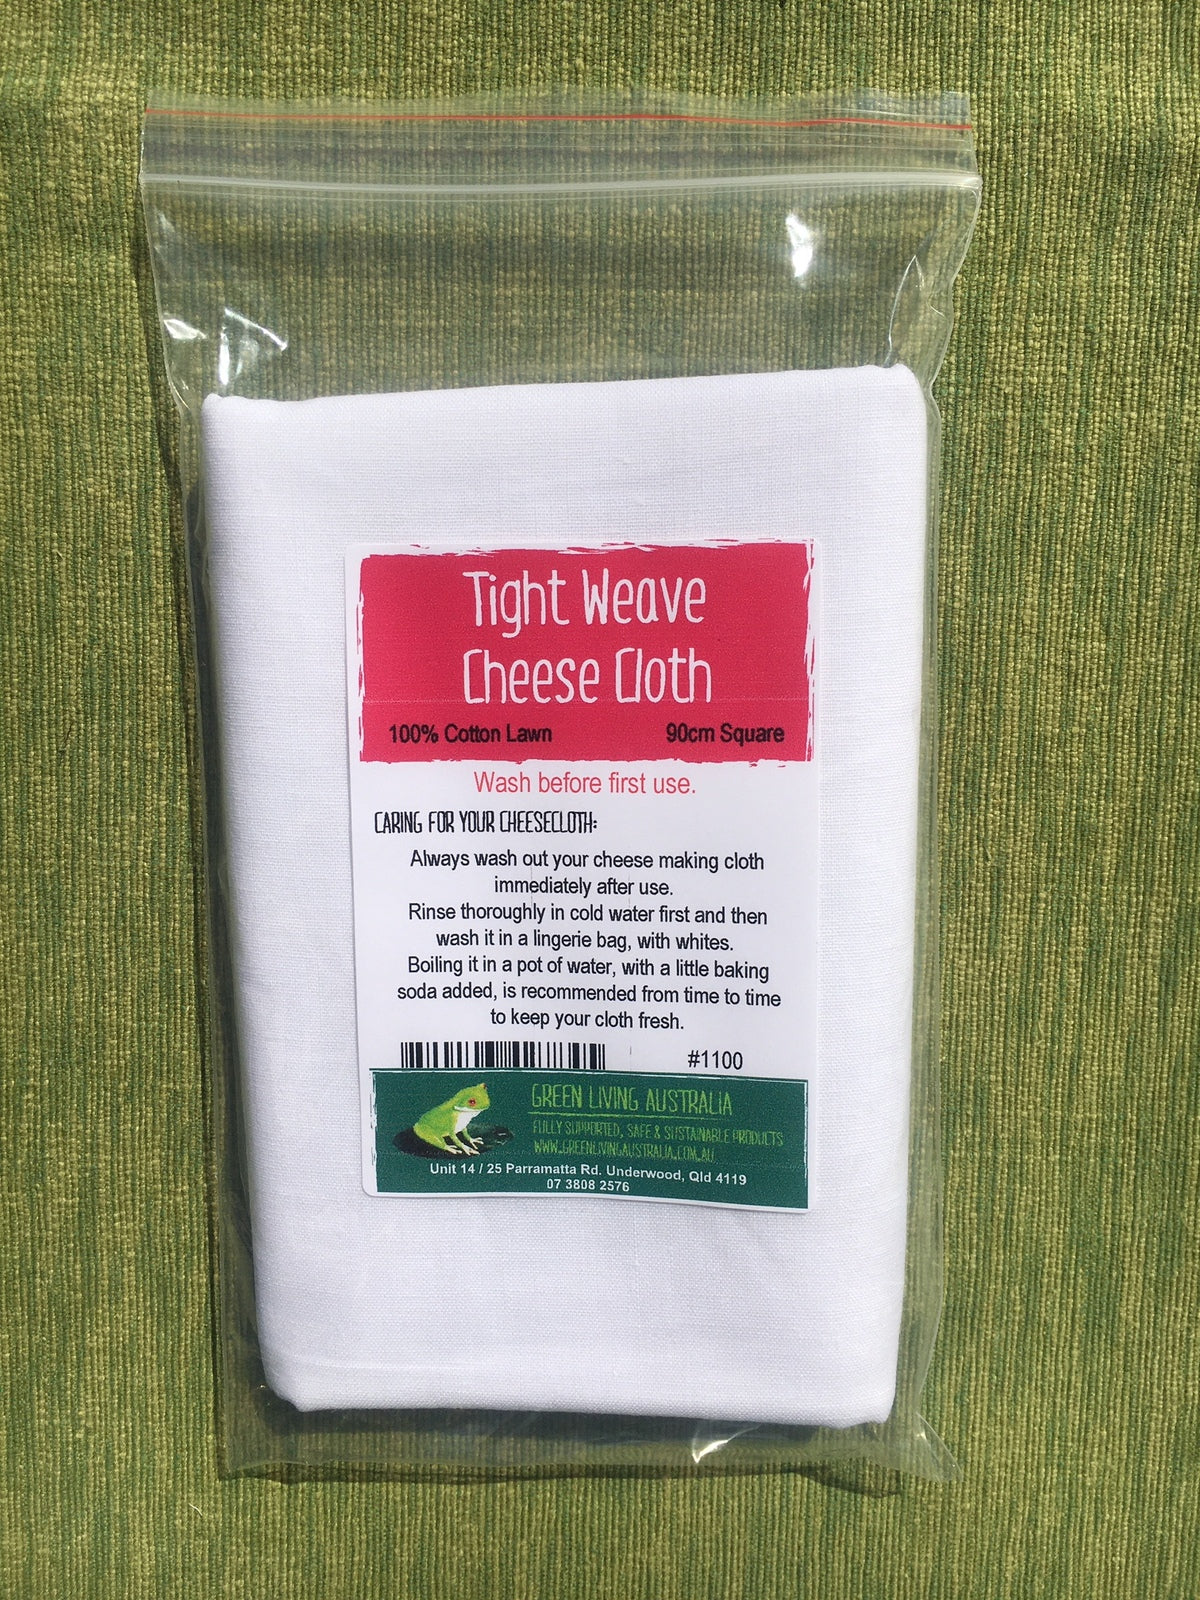 Tight Weave
Cheese Cloth
100% Cotton Lawn 90cm Square
Wash before first use.
CARING FOR YOUR CHEESECLOTH:
Always wash out your cheese making cloth
immediately after use.
Rinse thoroughly in cold water first and then
wash it in a lingerie bag, with whites.
Boiling it in a pot of water, with a little baking
soda added, is recommended from time to time
to keep your cloth fresh.
#1100
GREEN LIVING AUSTRALIA
FULLY SUPPORTED, SAFE & SUSTAINABLE PRODUCTS
WWW.GREENLIVINGAUSTRALIA.COM.AU
Unit 14 / 25 Parramatta Rd. Underwood, Qld 4119
07 3808 2576